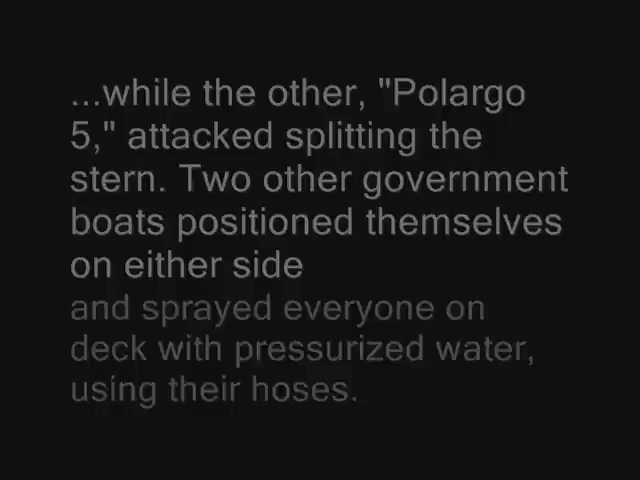 ...while the other, "Polargo
5," attacked splitting the
stern. Two other government
boats positioned themselves
on either side
and sprayed everyone on
deck with pressurized water,
using their hoses.